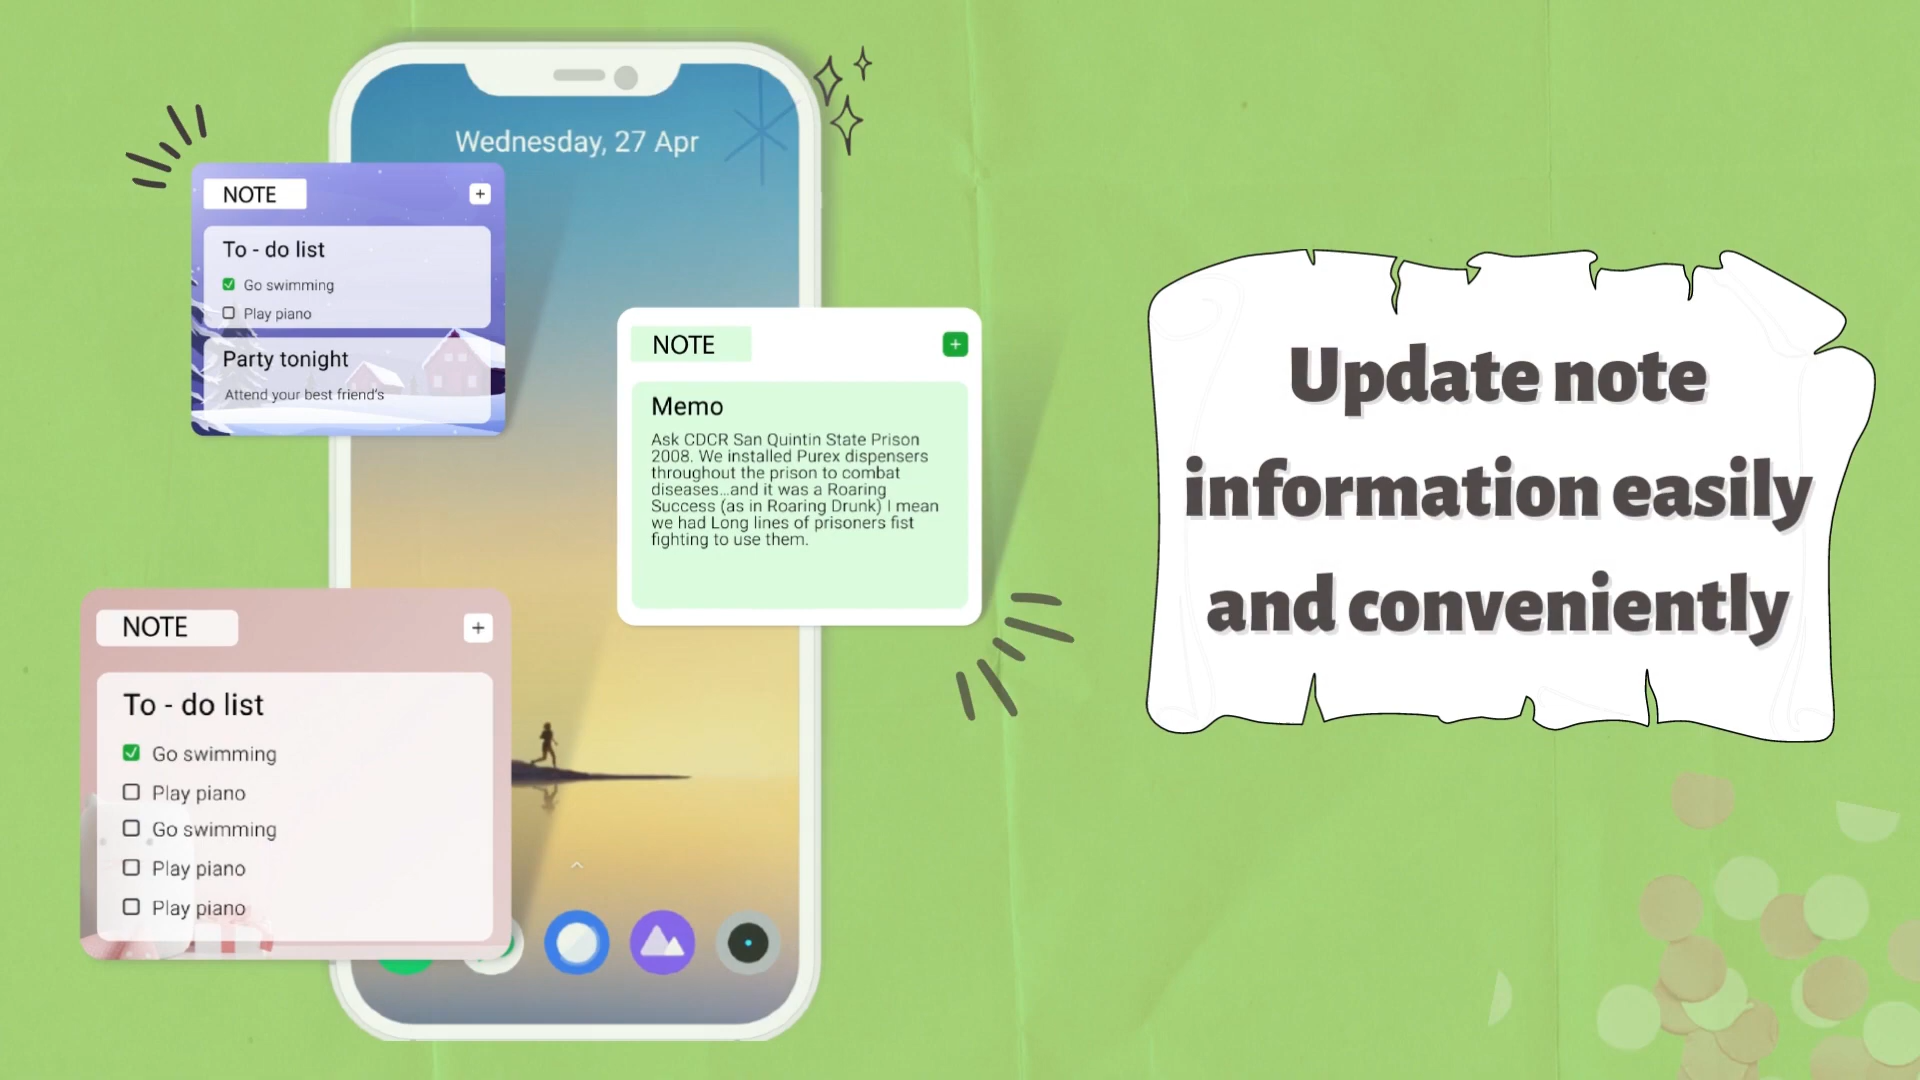 Wednesday, 27 Apr
NOTE
+
To - do list
Go swimming
Play piano
Party tonight
Attend your best friend's
NOTE
+
Memo
Ask CDCR San Quintin State Prison
2008. We installed Purex dispensers
throughout the prison to combat
diseases...and it was a Roaring
Success (as in Roaring Drunk) I mean
we had Long lines of prisoners fist
fighting to use them.
NOTE
+
To - do list
Go swimming
Play piano
Go swimming
Play piano
Play piano
Update note
information easily
and conveniently